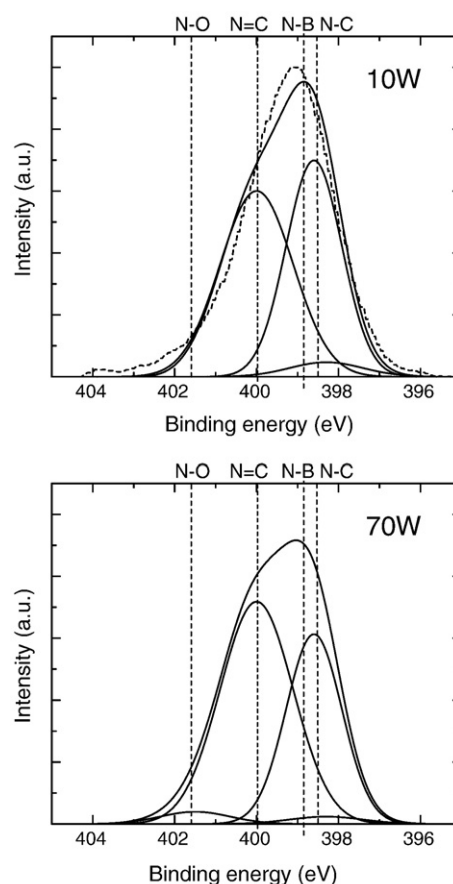 N-O N=C N-B N-C
10W
Intensity (a.u.)
404 402 400 398 396
Binding energy (eV)
N-O N=C N-B N-C
70W
Intensity (a.u.)
404 402 400 398 396
Binding energy (eV)